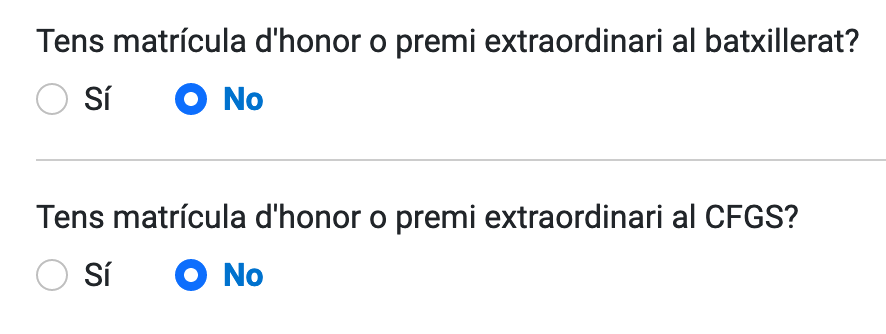 Tens matrícula d'honor o premi extraordinari al batxillerat?
Sí No
Tens matrícula d'honor o premi extraordinari al CFGS?
Sí No